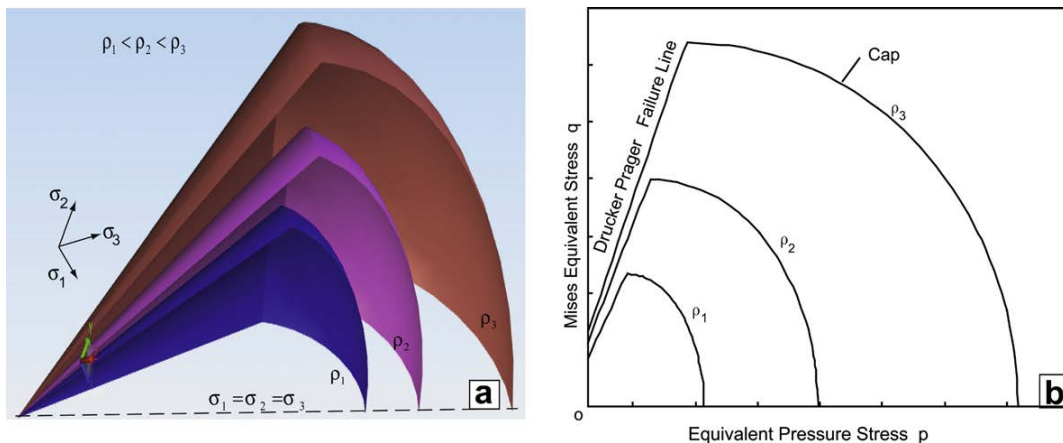 ρ₁ < ρ₂ < ρ₃
σ₂
σ₃
σ₁
ρ₃
ρ₂
ρ₁
σ₁ = σ₂ = σ₃
a
Mises Equivalent Stress q
Drucker Prager Failure Line
Cap
ρ₃
ρ₂
ρ₁
o
b
Equivalent Pressure Stress p